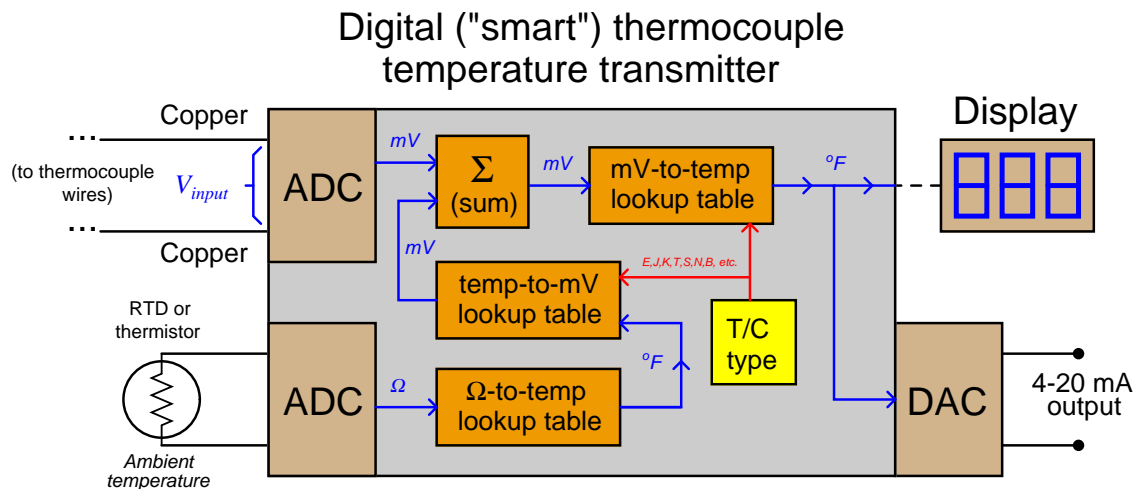 Digital ("smart") thermocouple
temperature transmitter
Copper
...
(to thermocouple
wires)
V input
...
Copper
ADC
mV
Σ
(sum)
mV
mV-to-temp
lookup table
°F
Display
888
mV
E,J,K,T,S,N,B, etc.
temp-to-mV
lookup table
T/C
type
°F
RTD or
thermistor
Ambient
temperature
ADC
Ω
Ω-to-temp
lookup table
DAC
4-20 mA
output